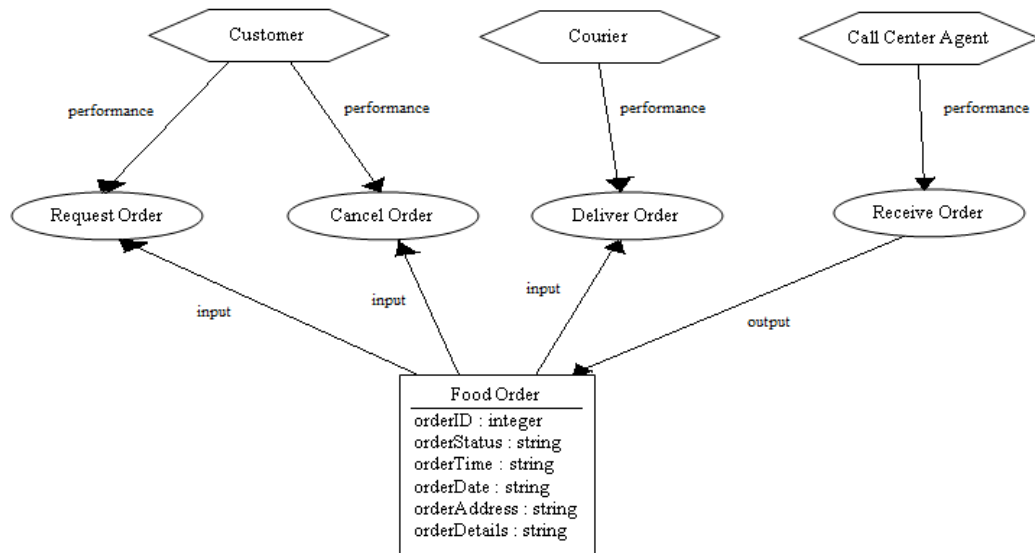 Customer
Courier
Call Center Agent
performance
performance
performance
performance
Request Order
Cancel Order
Deliver Order
Receive Order
input
input
input
output
Food Order
orderID : integer
orderStatus : string
orderTime : string
orderDate : string
orderAddress : string
orderDetails : string